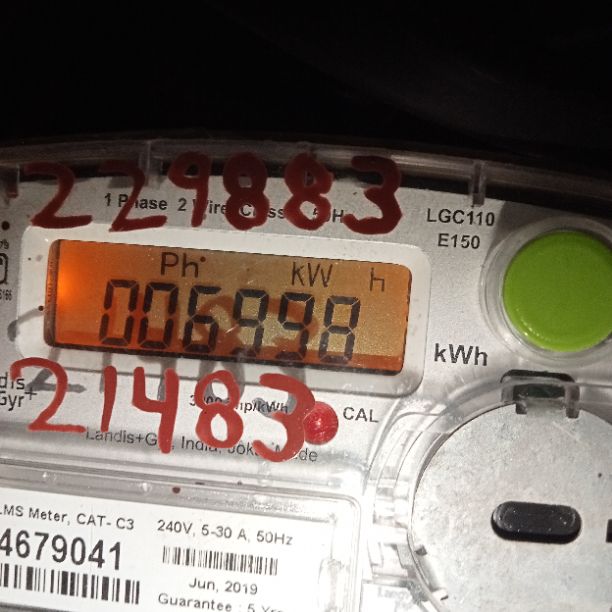 229883
1 Phase 2 Wire
LGC110
E150
Ph kW h
006998
kWh
21483
CAL
Landis+Gyr, India,
LMS Meter, CAT- C3
240V, 5-30 A, 50Hz
4679041
Jun, 2019
Guarantee : 5 Yrs